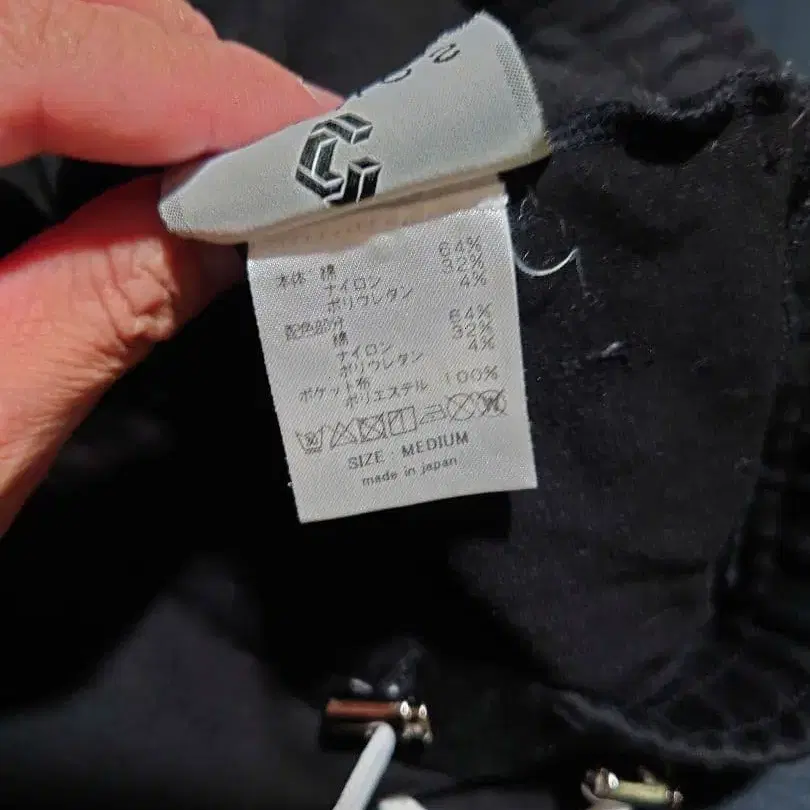 本体 綿 64%
ナイロン 32%
ポリウレタン 4%
配色部分
綿 64%
ナイロン 32%
ポリウレタン 4%
ポケット布
ポリエステル 100%
SIZE : MEDIUM
made in japan